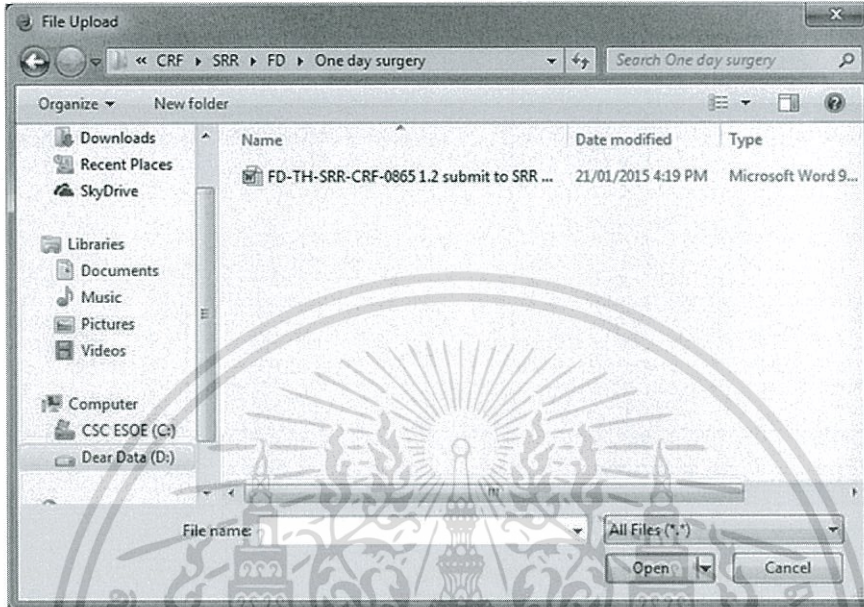 File Upload
« CRF ▸ SRR ▸ FD ▸ One day surgery
Search One day surgery
Organize
New folder
Downloads
Recent Places
SkyDrive
Libraries
Documents
Music
Pictures
Videos
Computer
CSC ESOE (C:)
Dear Data (D:)
Name
Date modified
Type
FD-TH-SRR-CRF-0865 1.2 submit to SRR ...
21/01/2015 4:19 PM
Microsoft Word 9...
File name:
All Files (*.*)
Open
Cancel